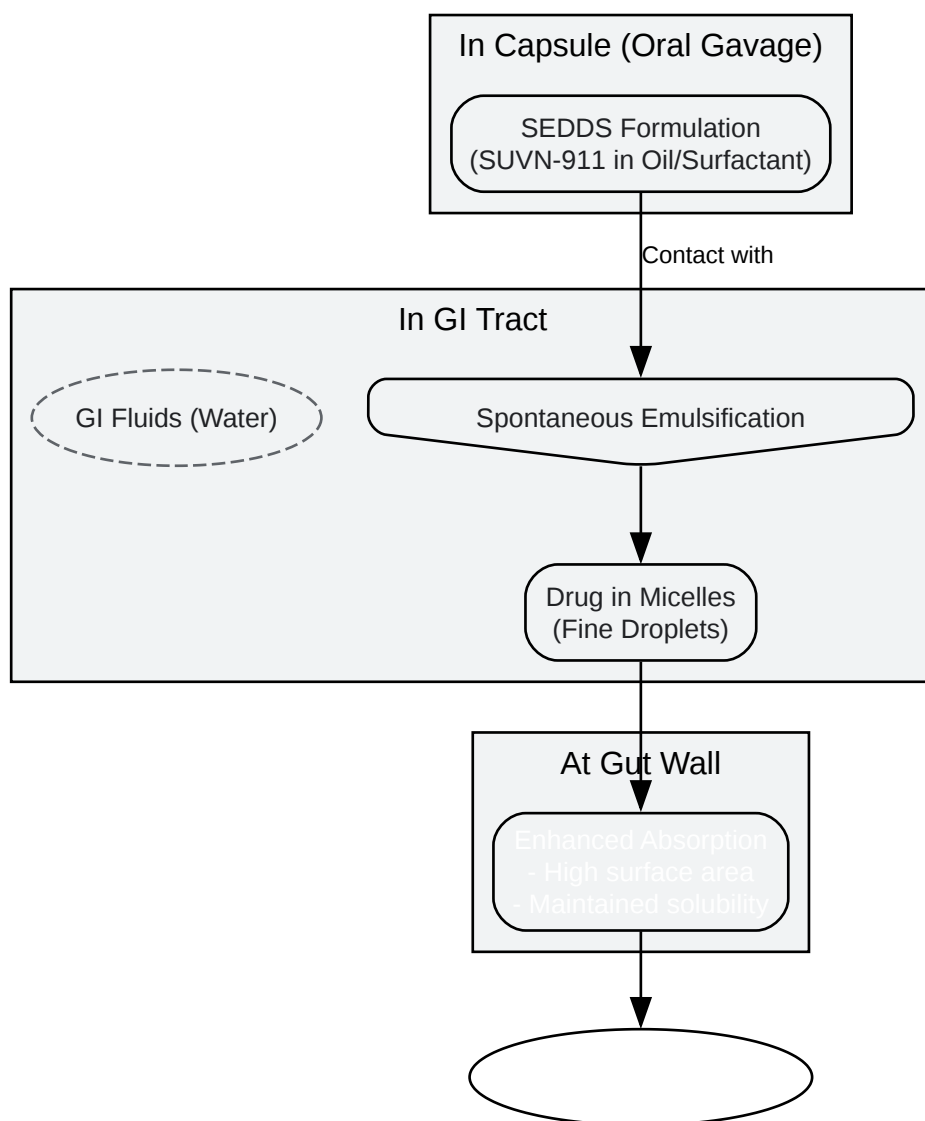 In Capsule (Oral Gavage)
SEDDS Formulation
(SUVN-911 in Oil/Surfactant)
Contact with
In GI Tract
GI Fluids (Water)
Spontaneous Emulsification
Drug in Micelles
(Fine Droplets)
At Gut Wall
Enhanced Absorption
- High surface area
- Maintained solubility